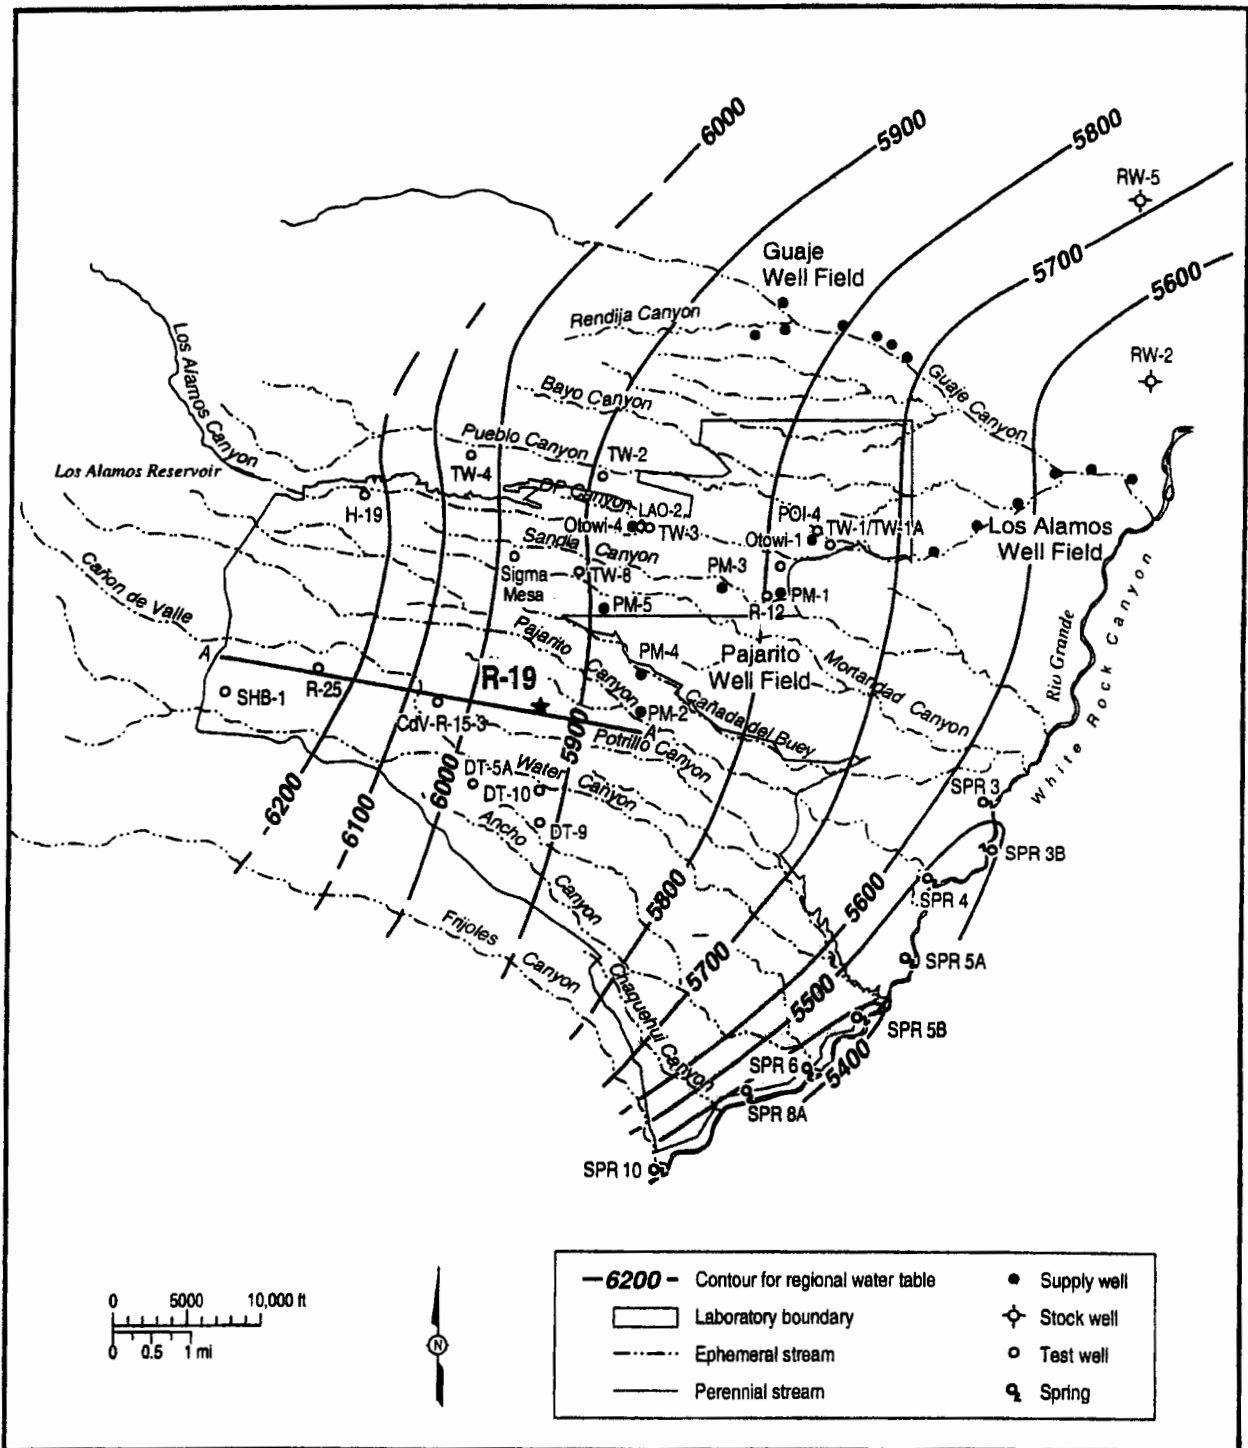 6000
5900
5800
RW-5
5700
5600
Guaje
Well Field
Rendija Canyon
RW-2
Los Alamos Canyon
Guaje Canyon
Bayo Canyon
Pueblo Canyon
TW-2
TW-4
Los Alamos Reservoir
DP Canyon
H-19
LAO-2
POI-4
Otowi-4
TW-3
TW-1/TW-1A
Los Alamos
Well Field
Otowi-1
Sandia Canyon
Sigma
Mesa
TW-8
PM-3
PM-1
R-12
PM-5
Cañon de Valle
Pajarito Canyon
PM-4
Pajarito
Well Field
Mortandad Canyon
Rio Grande
White Rock Canyon
A
R-25
R-19
SHB-1
CdV-R-15-3
PM-2
Cañada del Buey
A'
5900
Potrillo Canyon
6200
6100
6000
DT-5A
Water Canyon
DT-10
DT-9
Ancho Canyon
SPR 3
SPR 3B
SPR 4
5800
5600
Frijoles Canyon
5700
5500
SPR 5A
Chaquehui Canyon
SPR 5B
SPR 6
5400
SPR 8A
SPR 10
0 5000 10,000 ft
0 0.5 1 mi
N
6200 Contour for regional water table
Laboratory boundary
Ephemeral stream
Perennial stream
Supply well
Stock well
Test well
Spring